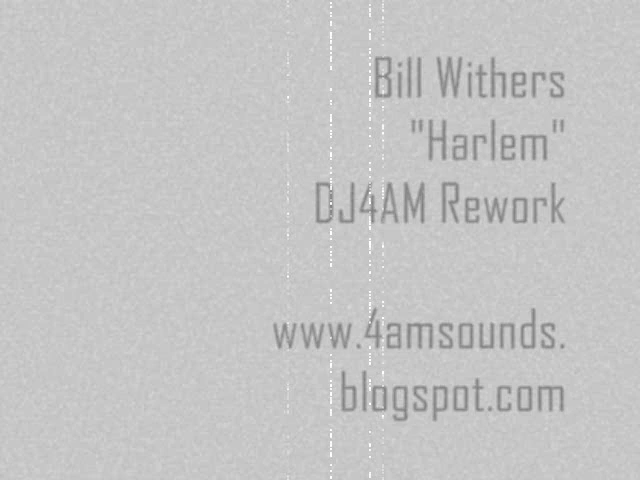 Bill Withers
"Harlem"
DJ4AM Rework
www.4amsounds.
blogspot.com